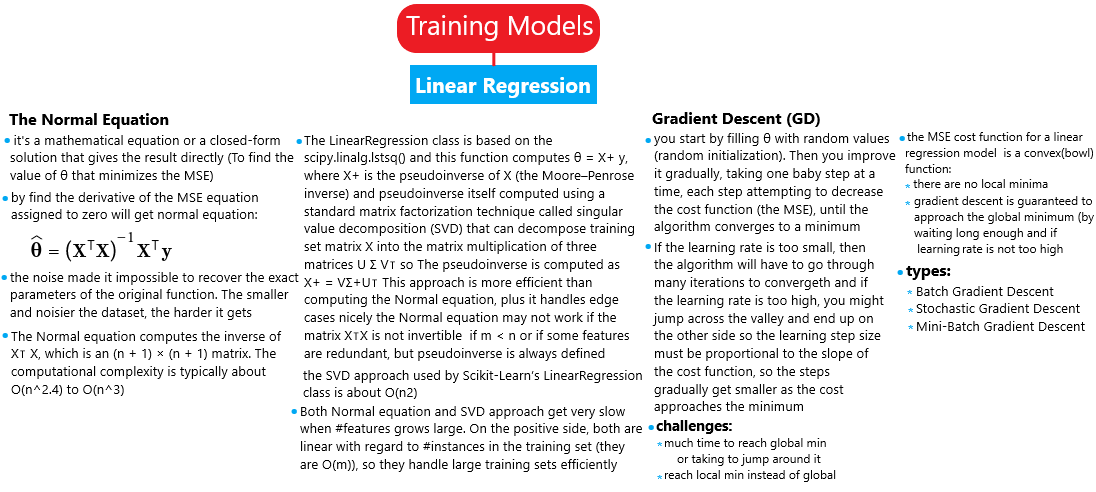 Training Models
Linear Regression
The Normal Equation
• it's a mathematical equation or a closed-form
solution that gives the result directly (To find the
value of θ that minimizes the MSE)
• by find the derivative of the MSE equation
assigned to zero will get normal equation:
θ̂ = (X⊤X)⁻¹ X⊤y
• the noise made it impossible to recover the exact
parameters of the original function. The smaller
and noisier the dataset, the harder it gets
• The Normal equation computes the inverse of
X⊤ X, which is an (n + 1) × (n + 1) matrix. The
computational complexity is typically about
O(n^2.4) to O(n^3)
• The LinearRegression class is based on the
scipy.linalg.lstsq() and this function computes θ = X+ y,
where X+ is the pseudoinverse of X (the Moore–Penrose
inverse) and pseudoinverse itself computed using a
standard matrix factorization technique called singular
value decomposition (SVD) that can decompose training
set matrix X into the matrix multiplication of three
matrices U Σ V⊤ so The pseudoinverse is computed as
X+ = VΣ+U⊤ This approach is more efficient than
computing the Normal equation, plus it handles edge
cases nicely the Normal equation may not work if the
matrix X⊤X is not invertible if m < n or if some features
are redundant, but pseudoinverse is always defined
the SVD approach used by Scikit-Learn's LinearRegression
class is about O(n2)
• Both Normal equation and SVD approach get very slow
when #features grows large. On the positive side, both are
linear with regard to #instances in the training set (they
are O(m)), so they handle large training sets efficiently
Gradient Descent (GD)
• you start by filling θ with random values
(random initialization). Then you improve
it gradually, taking one baby step at a
time, each step attempting to decrease
the cost function (the MSE), until the
algorithm converges to a minimum
• If the learning rate is too small, then
the algorithm will have to go through
many iterations to convergeth and if
the learning rate is too high, you might
jump across the valley and end up on
the other side so the learning step size
must be proportional to the slope of
the cost function, so the steps
gradually get smaller as the cost
approaches the minimum
• challenges:
* much time to reach global min
or taking to jump around it
* reach local min instead of global
• the MSE cost function for a linear
regression model is a convex(bowl)
function:
* there are no local minima
* gradient descent is guaranteed to
approach the global minimum (by
waiting long enough and if
learning rate is not too high)
• types:
* Batch Gradient Descent
* Stochastic Gradient Descent
* Mini-Batch Gradient Descent